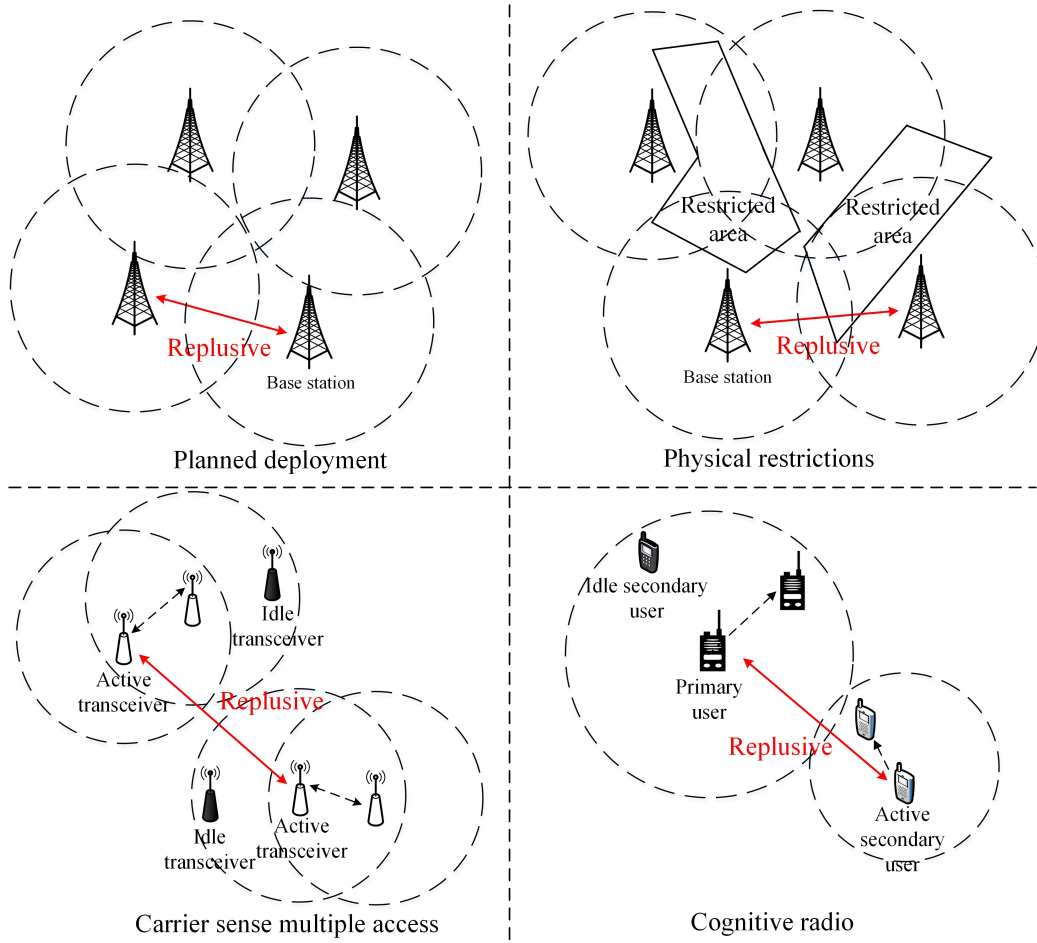 Replusive
Base station
Planned deployment
Restricted
area
Restricted
area
Replusive
Base station
Physical restrictions
Idle
transceiver
Active
transceiver
Replusive
Idle
transceiver
Active
transceiver
Carrier sense multiple access
Idle secondary
user
Primary
user
Replusive
Active
secondary
user
Cognitive radio